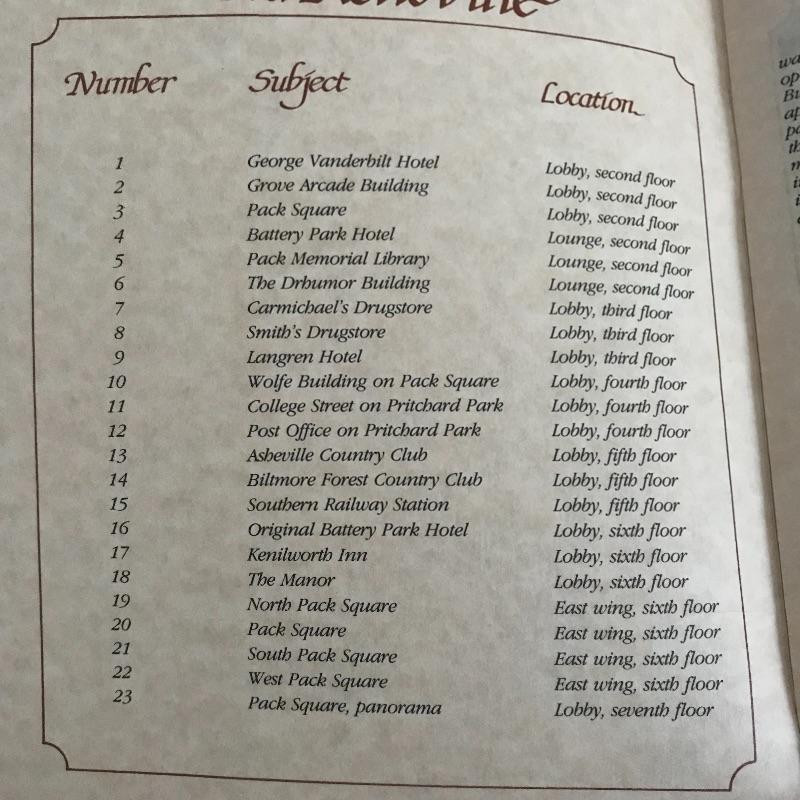 Number Subject Location
1 George Vanderbilt Hotel Lobby, second floor
2 Grove Arcade Building Lobby, second floor
3 Pack Square Lobby, second floor
4 Battery Park Hotel Lounge, second floor
5 Pack Memorial Library Lounge, second floor
6 The Drhumor Building Lounge, second floor
7 Carmichael's Drugstore Lobby, third floor
8 Smith's Drugstore Lobby, third floor
9 Langren Hotel Lobby, third floor
10 Wolfe Building on Pack Square Lobby, fourth floor
11 College Street on Pritchard Park Lobby, fourth floor
12 Post Office on Pritchard Park Lobby, fourth floor
13 Asheville Country Club Lobby, fifth floor
14 Biltmore Forest Country Club Lobby, fifth floor
15 Southern Railway Station Lobby, fifth floor
16 Original Battery Park Hotel Lobby, sixth floor
17 Kenilworth Inn Lobby, sixth floor
18 The Manor Lobby, sixth floor
19 North Pack Square East wing, sixth floor
20 Pack Square East wing, sixth floor
21 South Pack Square East wing, sixth floor
22 West Pack Square East wing, sixth floor
23 Pack Square, panorama Lobby, seventh floor